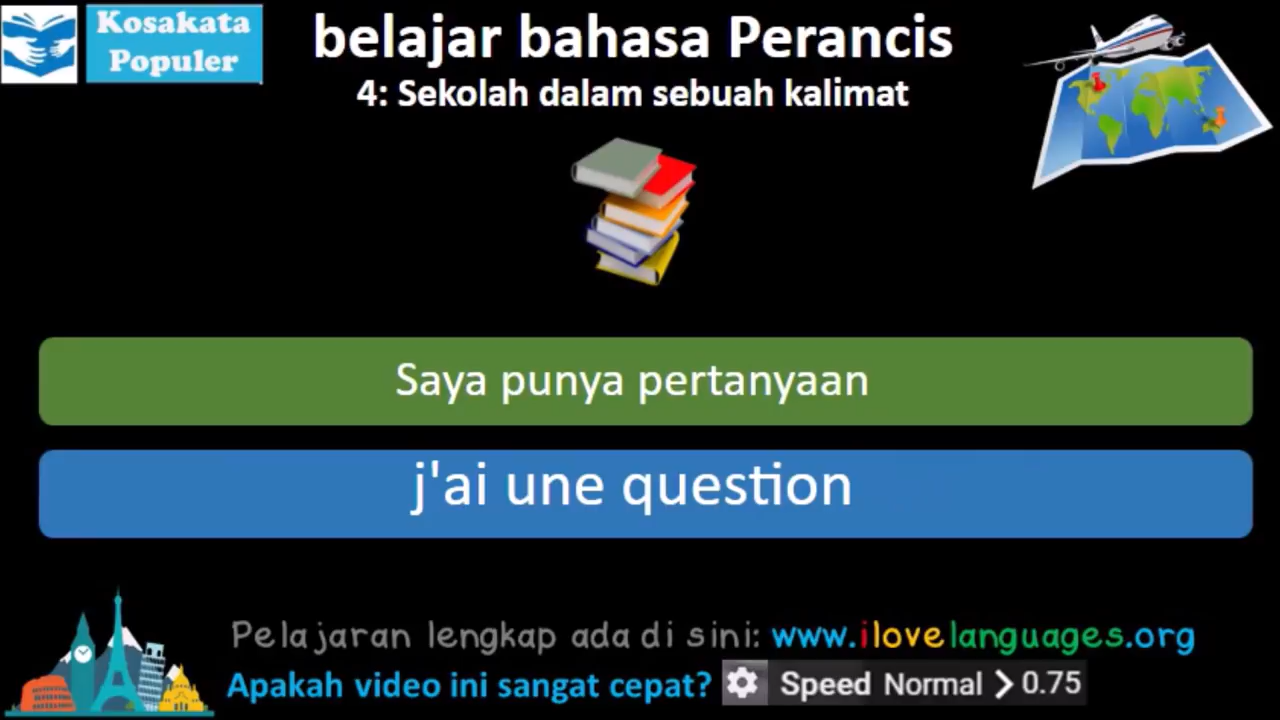 Kosakata
Populer
belajar bahasa Perancis
4: Sekolah dalam sebuah kalimat
Saya punya pertanyaan
j'ai une question
Pelajaran lengkap ada di sini: www.ilovelanguages.org
Apakah video ini sangat cepat? Speed Normal > 0.75